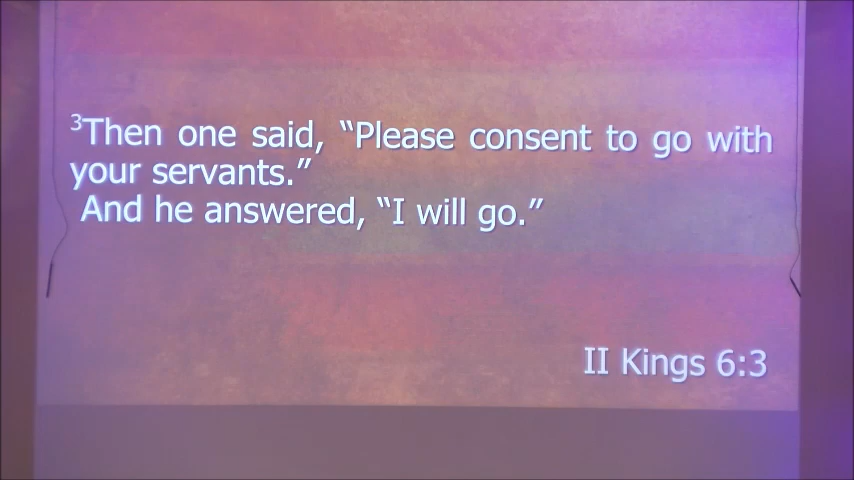 ³Then one said, “Please consent to go with
your servants.”
And he answered, “I will go.”
II Kings 6:3